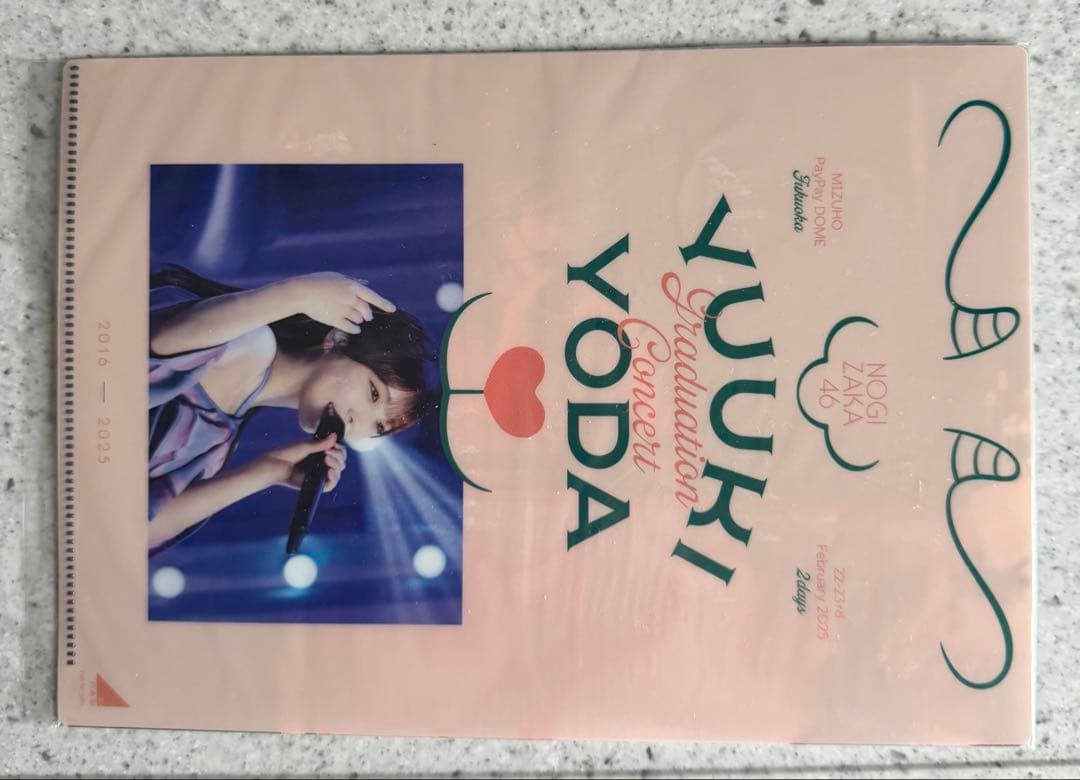 NOGI
ZAKA
46
MIZUHO
PayPay DOME
Fukuoka
22-23rd
February 2025
2days
YUUKI
Graduation
Concert
YODA
2016 — 2025